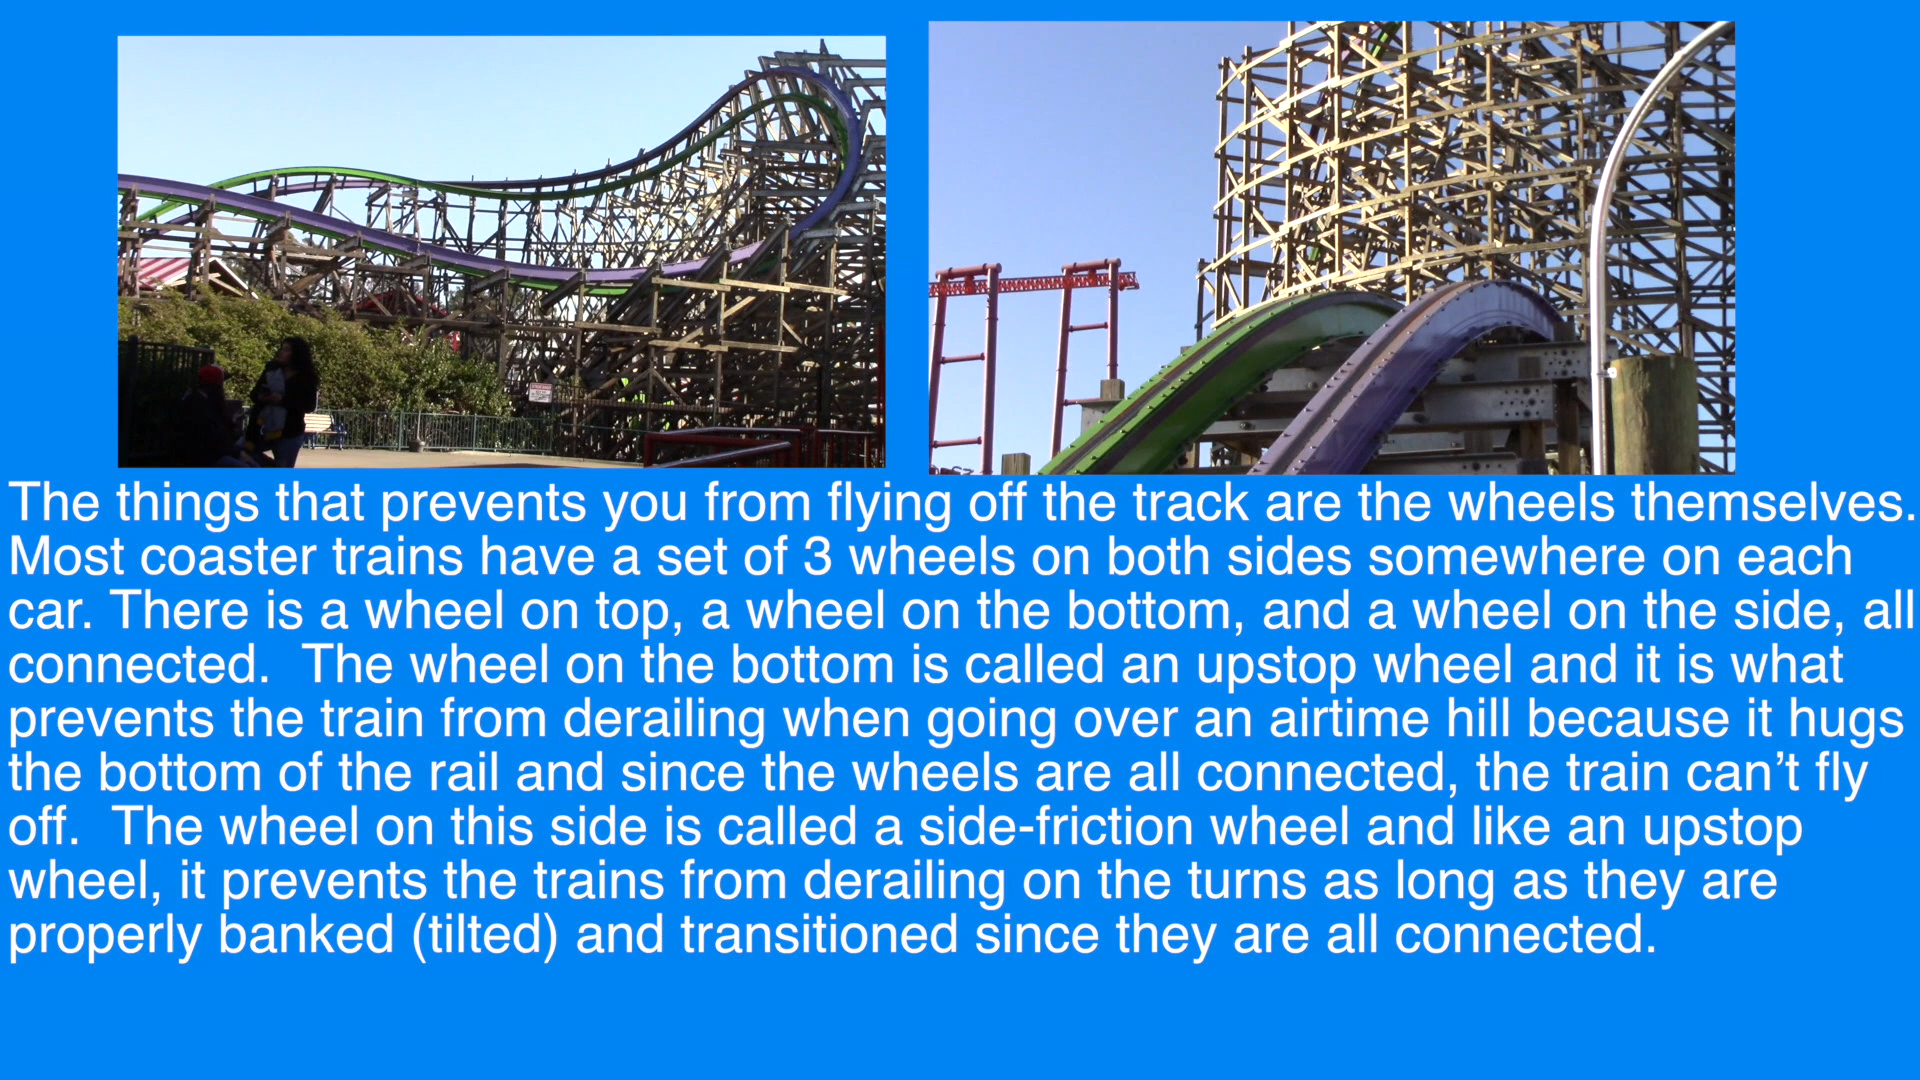 The things that prevents you from flying off the track are the wheels themselves.
Most coaster trains have a set of 3 wheels on both sides somewhere on each
car. There is a wheel on top, a wheel on the bottom, and a wheel on the side, all
connected.  The wheel on the bottom is called an upstop wheel and it is what
prevents the train from derailing when going over an airtime hill because it hugs
the bottom of the rail and since the wheels are all connected, the train can’t fly
off.  The wheel on this side is called a side-friction wheel and like an upstop
wheel, it prevents the trains from derailing on the turns as long as they are
properly banked (tilted) and transitioned since they are all connected.